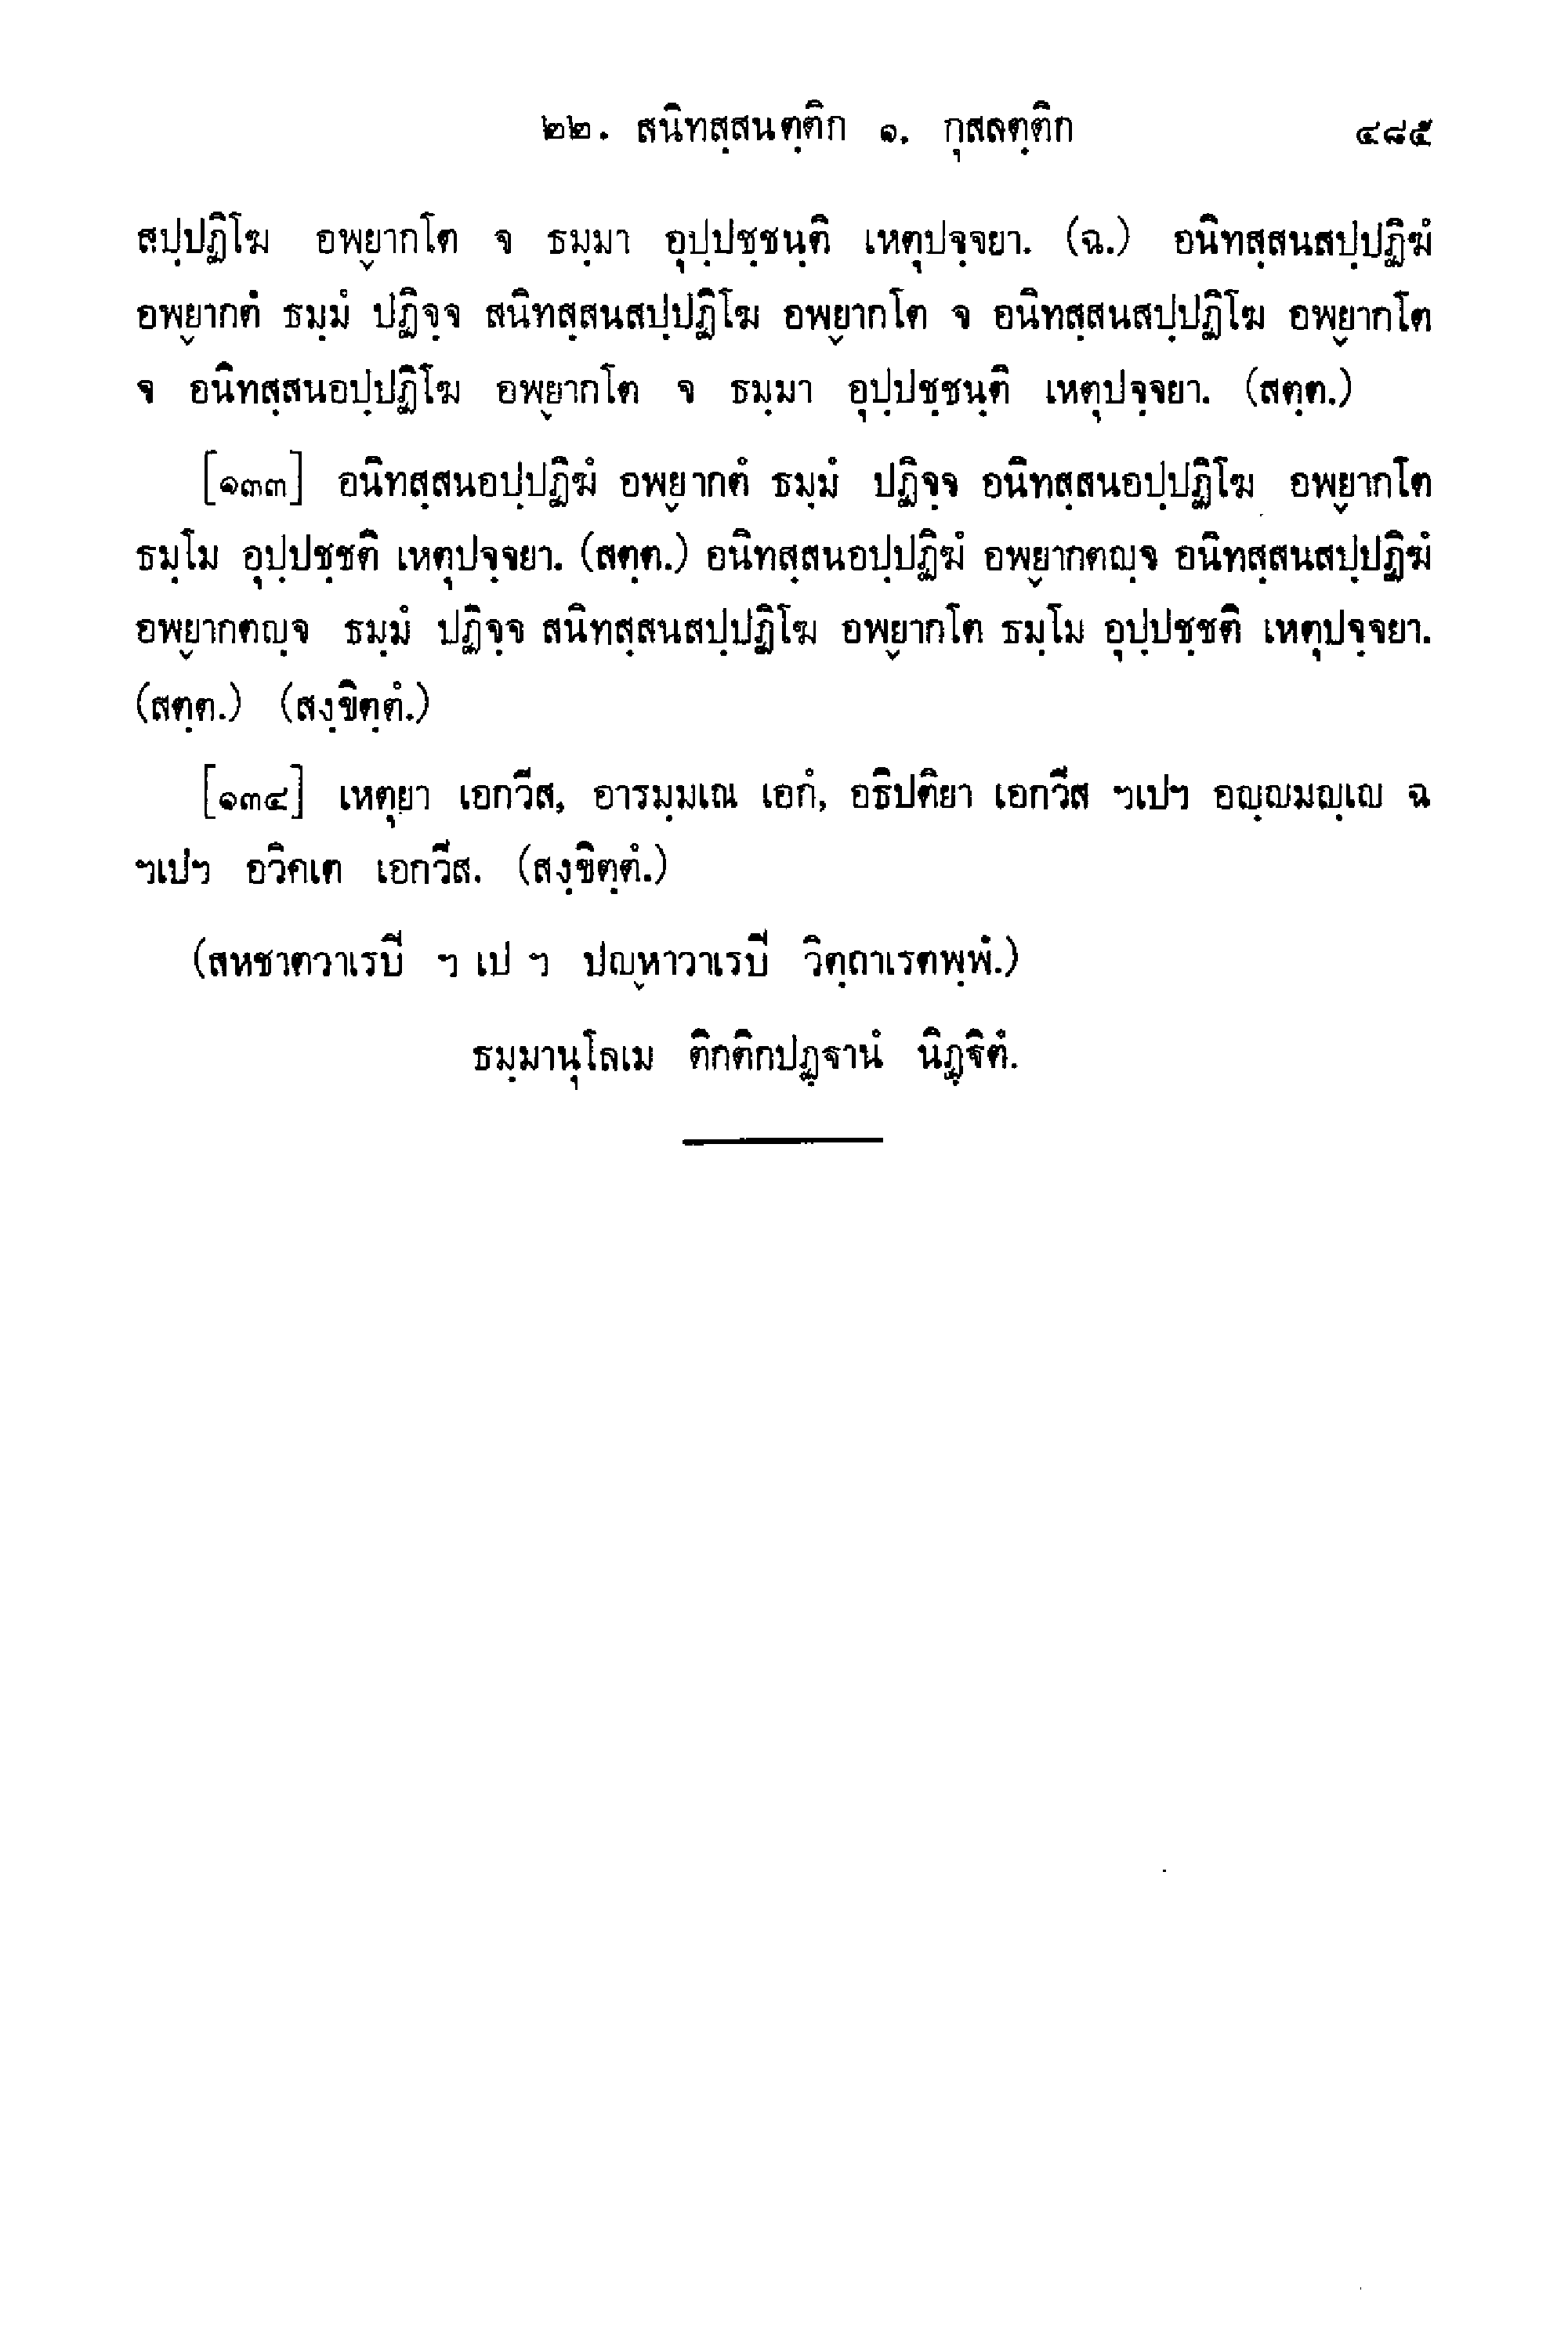 ๒๒. สนิทสฺสนตฺติก ๑. กุสลตฺติก ๔๘๕
สปฺปฏิโฆ อพฺยากโต จ ธมฺมา อุปฺปชฺชนฺติ เหตุปจฺจยา. (ฉ.) อนิทสฺสนสปฺปฏิฆํ
อพฺยากตํ ธมฺมํ ปฏิจฺจ สนิทสฺสนสปฺปฏิโฆ อพฺยากโต จ อนิทสฺสนสปฺปฏิโฆ อพฺยากโต
จ อนิทสฺสนอปฺปฏิโฆ อพฺยากโต จ ธมฺมา อุปฺปชฺชนฺติ เหตุปจฺจยา. (สตฺต.)
[๑๓๓] อนิทสฺสนอปฺปฏิฆํ อพฺยากตํ ธมฺมํ ปฏิจฺจ อนิทสฺสนอปฺปฏิโฆ อพฺยากโต
ธมฺโม อุปฺปชฺชติ เหตุปจฺจยา. (สตฺต.) อนิทสฺสนอปฺปฏิฆํ อพฺยากตญฺจ อนิทสฺสนสปฺปฏิฆํ
อพฺยากตญฺจ ธมฺมํ ปฏิจฺจ สนิทสฺสนสปฺปฏิโฆ อพฺยากโต ธมฺโม อุปฺปชฺชติ เหตุปจฺจยา.
(สตฺต.) (สงฺขิตฺตํ.)
[๑๓๔] เหตุยา เอกวีส, อารมฺมเณ เอกํ, อธิปติยา เอกวีส ฯเปฯ อญฺญมญฺเญ ฉ
ฯเปฯ อวิคเต เอกวีส. (สงฺขิตฺตํ.)
(สหชาตวาเรปี ฯ เป ฯ ปญฺหาวาเรปี วิตฺถาเรตพฺพํ.)
ธมฺมานุโลเม ติกติกปฏฺฐานํ นิฏฺฐิตํ.